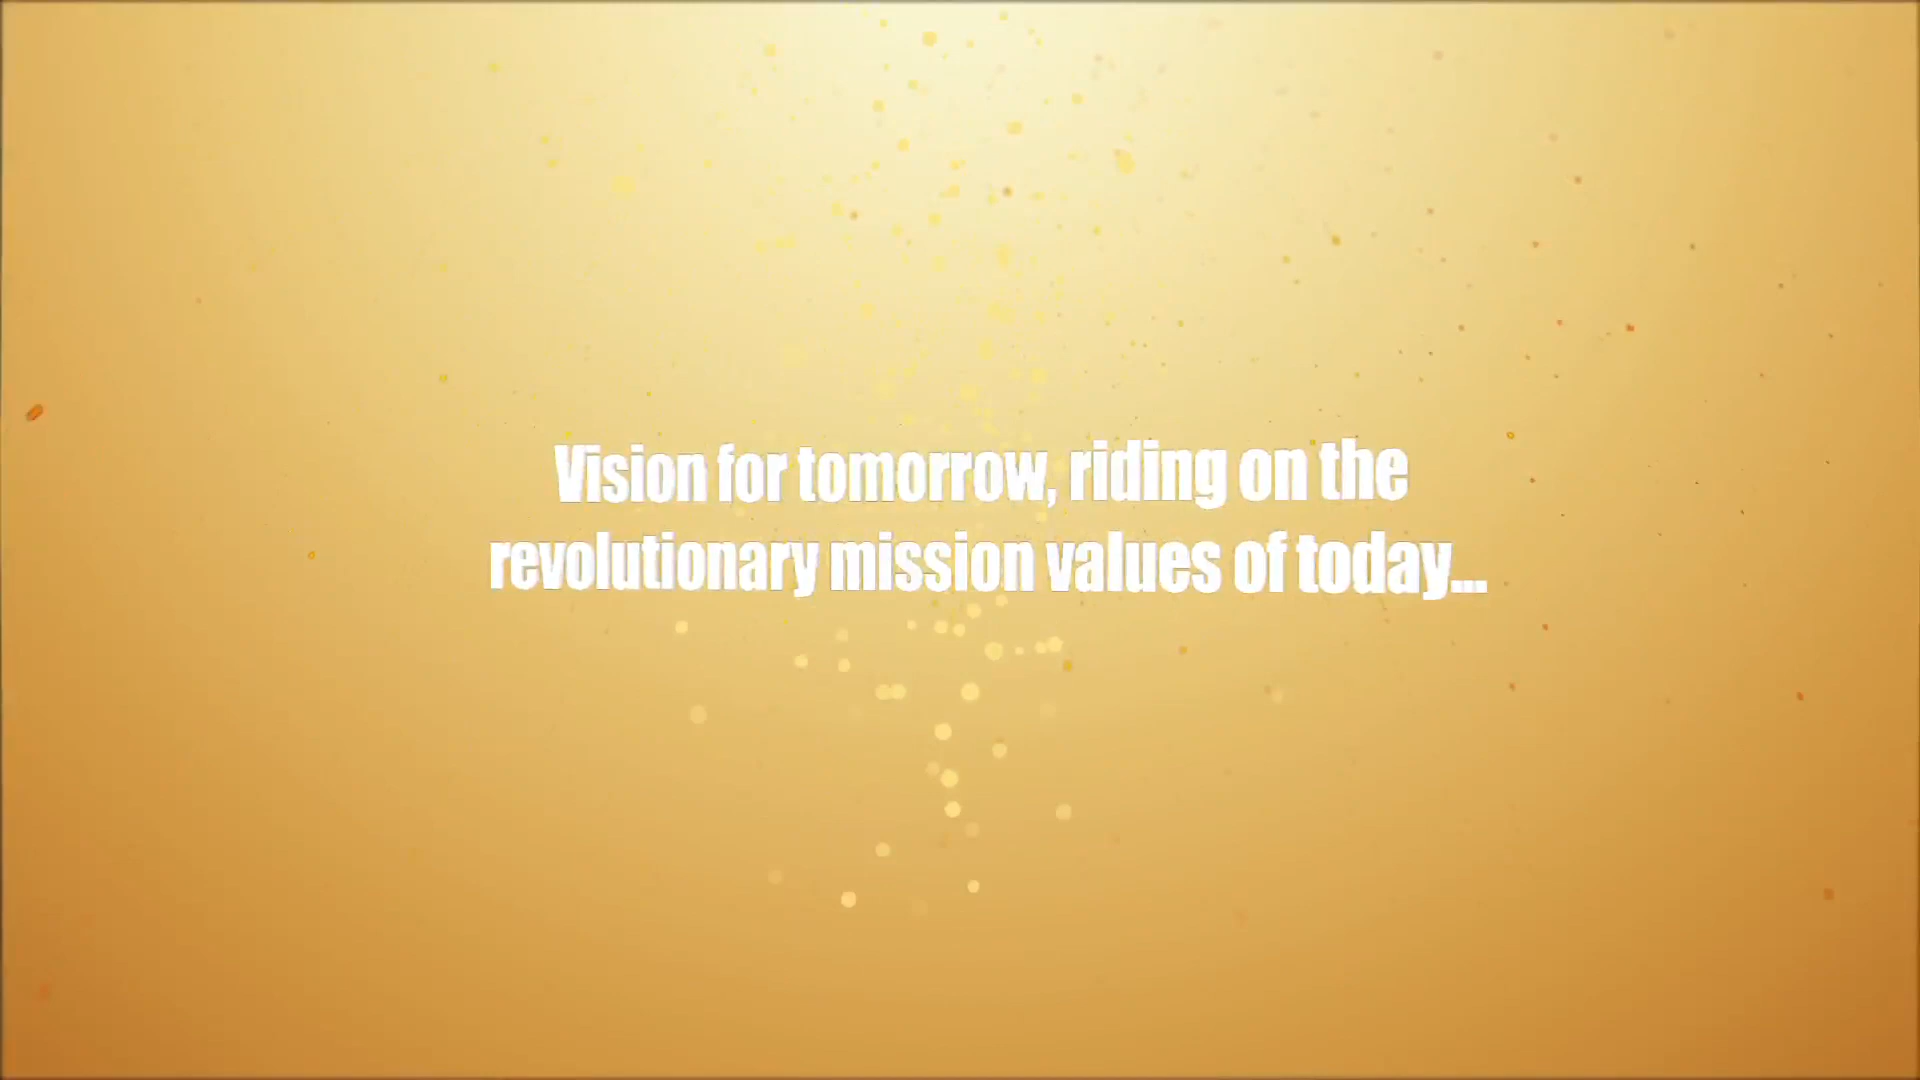 Vision for tomorrow, riding on the
revolutionary mission values of today...